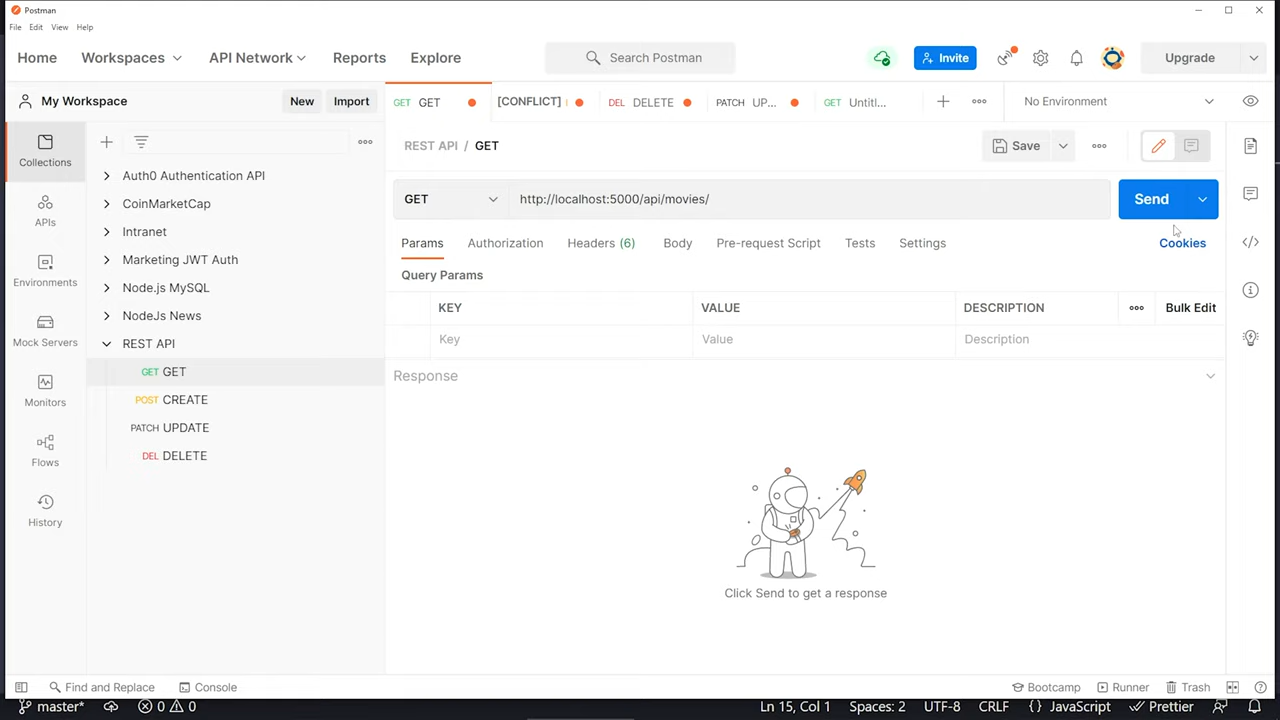 Postman
File Edit View Help
Home Workspaces API Network Reports Explore Search Postman Invite Upgrade
My Workspace New Import
GET GET [CONFLICT] DEL DELETE PATCH UP... GET Untitl... No Environment
Collections
APIs
Environments
Mock Servers
Monitors
Flows
History
Auth0 Authentication API
CoinMarketCap
Intranet
Marketing JWT Auth
Node.js MySQL
NodeJs News
REST API
GET GET
POST CREATE
PATCH UPDATE
DEL DELETE
REST API / GET Save
GET http://localhost:5000/api/movies/ Send
Params Authorization Headers (6) Body Pre-request Script Tests Settings Cookies
Query Params
KEY VALUE DESCRIPTION Bulk Edit
Key Value Description
Response
Click Send to get a response
Find and Replace Console Bootcamp Runner Trash
master* 0 0 Ln 15, Col 1 Spaces: 2 UTF-8 CRLF {} JavaScript Prettier